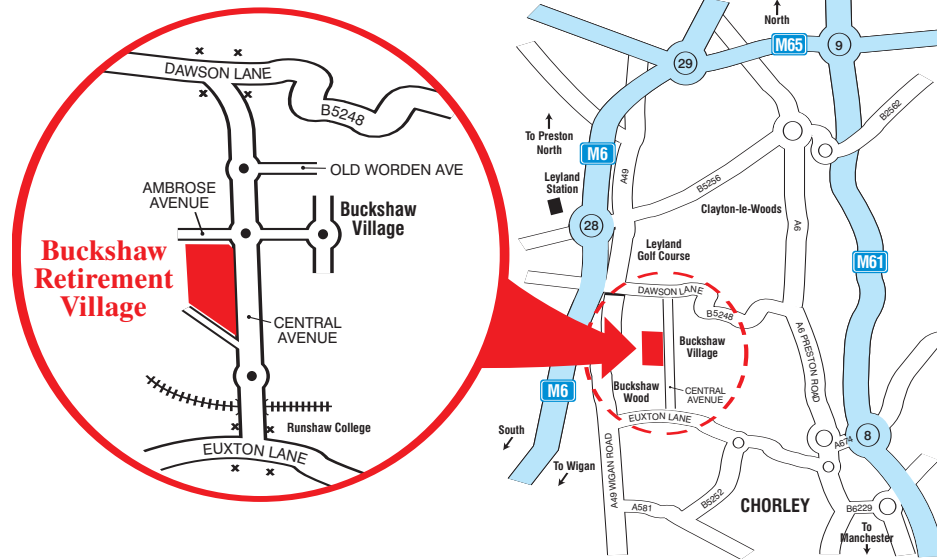 DAWSON LANE
B5248
OLD WORDEN AVE
AMBROSE
AVENUE
Buckshaw
Village
Buckshaw
Retirement
Village
CENTRAL
AVENUE
Runshaw College
EUXTON LANE
North
M65
9
29
B2562
To Preston
North
M6
A49
Leyland
Station
B5256
Clayton-le-Woods
A6
28
Leyland
Golf Course
M61
DAWSON LANE
B5248
Buckshaw
Village
A6 PRESTON ROAD
M6
Buckshaw
Wood
CENTRAL
AVENUE
EUXTON LANE
South
To Wigan
A49 WIGAN ROAD
A674
8
B5252
A581
CHORLEY
B6229
To
Manchester